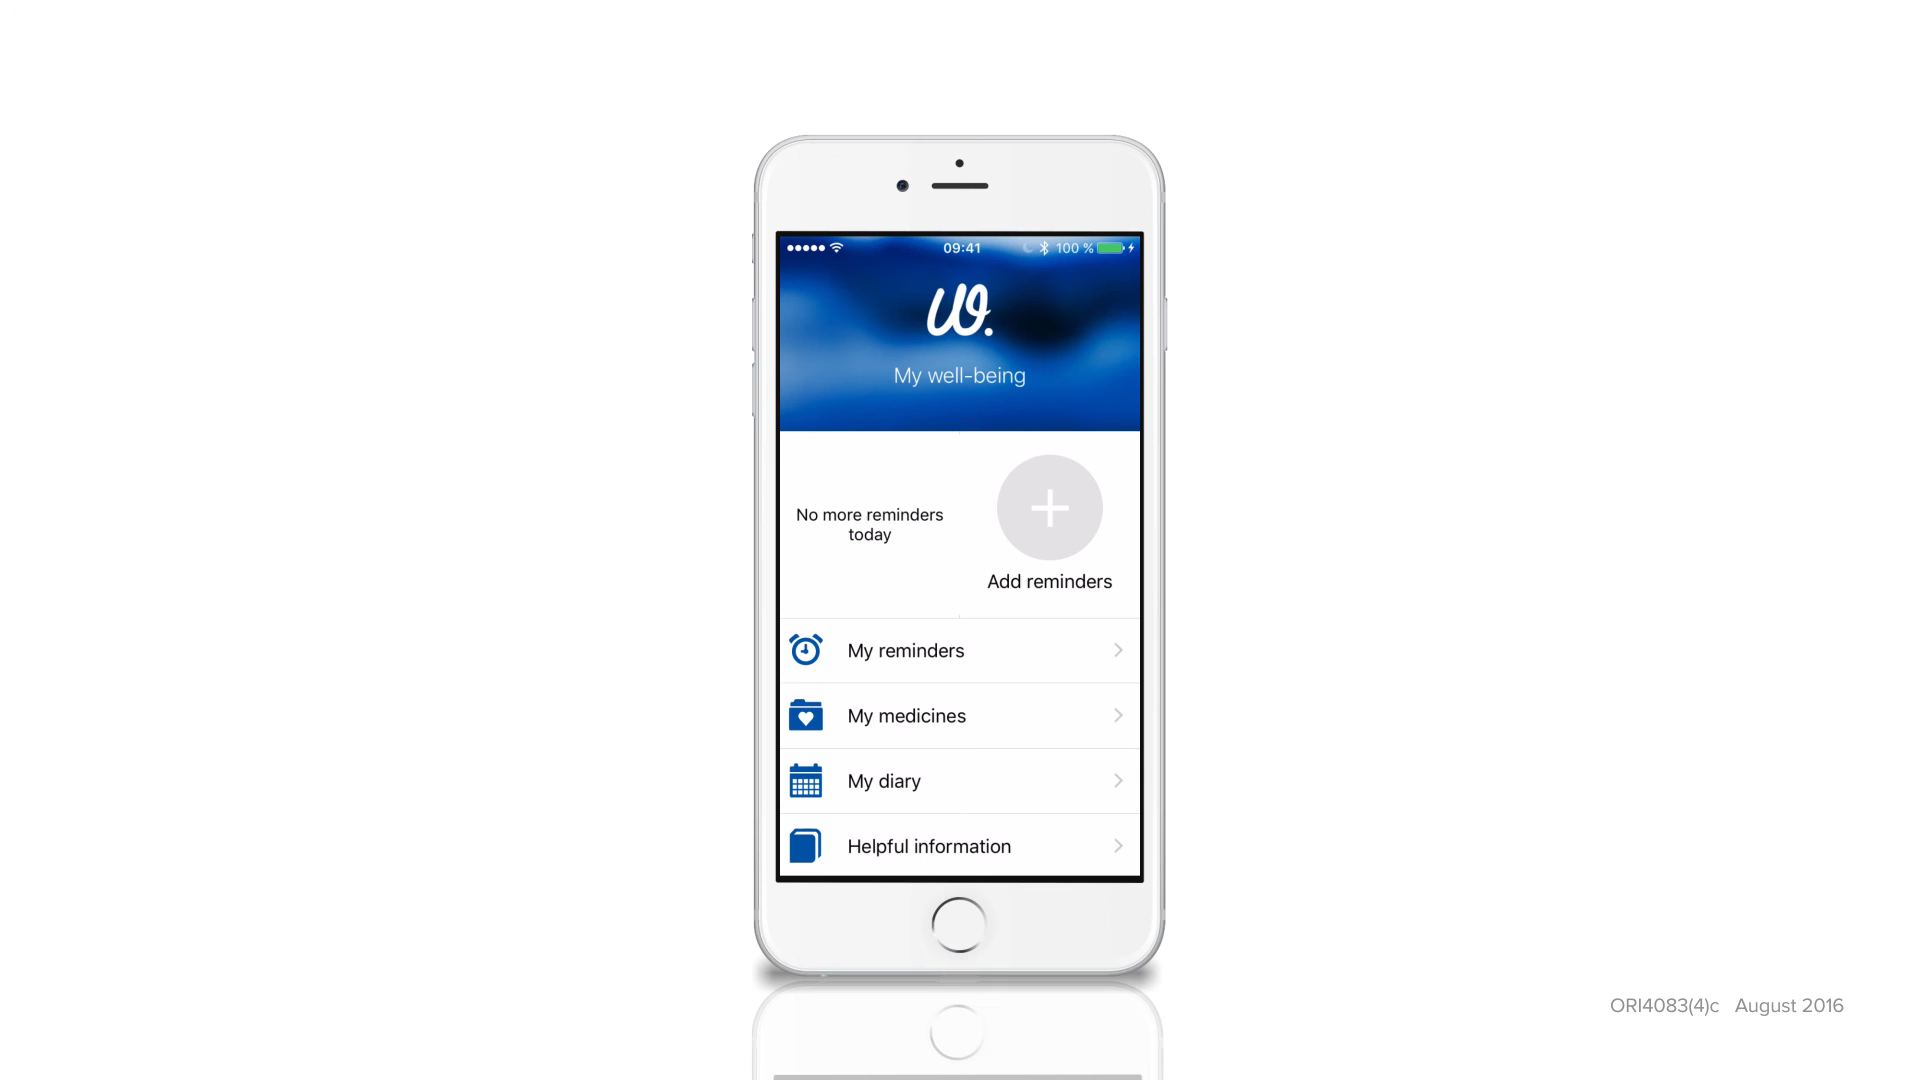 09:41
100 %
W.
My well-being
No more reminders
today
Add reminders
My reminders
My medicines
My diary
Helpful information
ORI4083(4)c August 2016